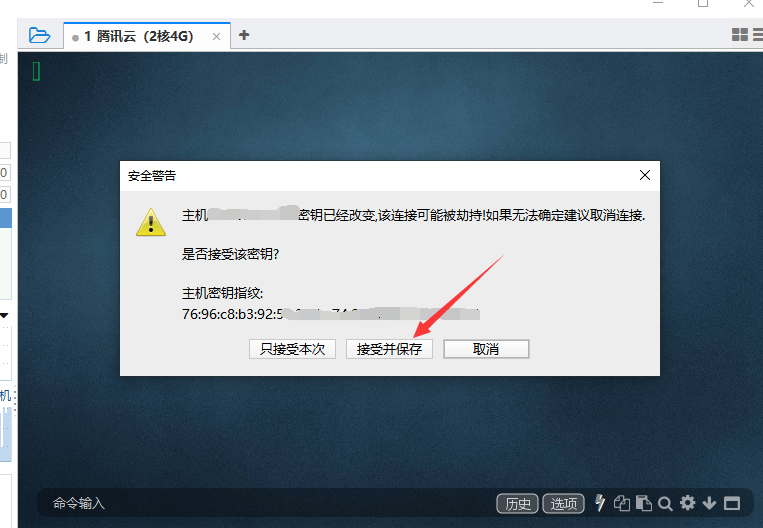 1 腾讯云（2核4G）
制
0
0
安全警告
主机 密钥已经改变,该连接可能被劫持!如果无法确定建议取消连接.
是否接受该密钥?
主机密钥指纹:
76:96:c8:b3:92:5
只接受本次
接受并保存
取消
机
命令输入
历史
选项